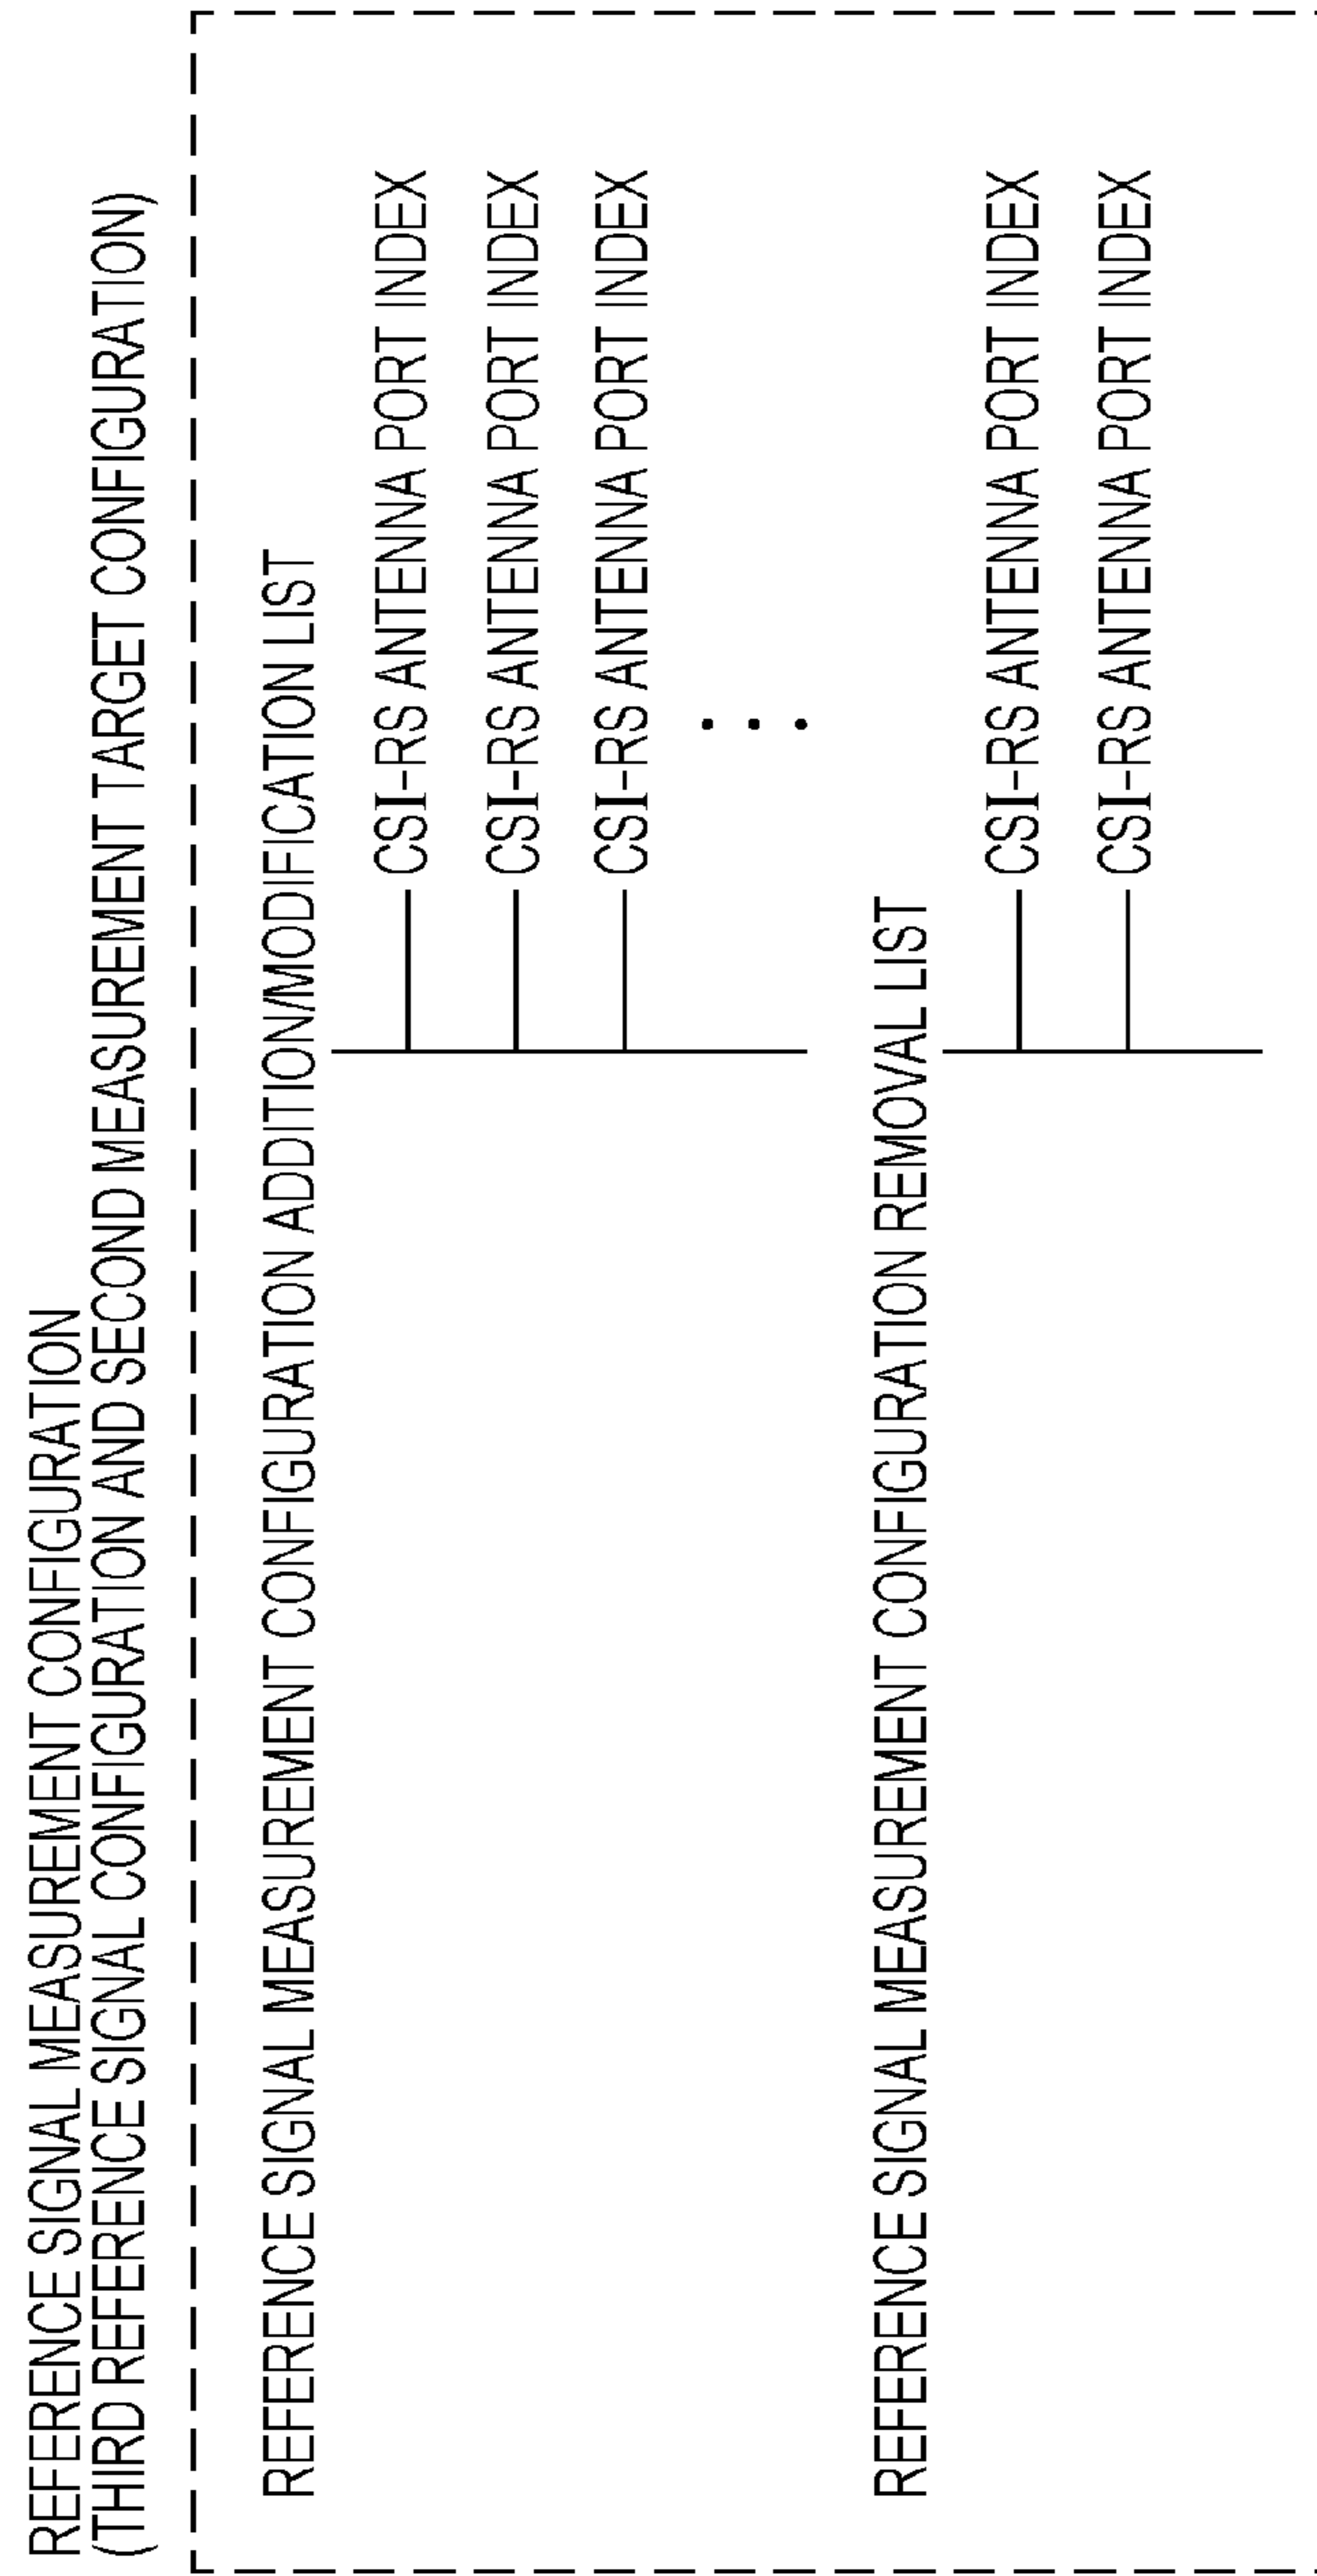 REFERENCE SIGNAL MEASUREMENT CONFIGURATION
(THIRD REFERENCE SIGNAL CONFIGURATION AND SECOND MEASUREMENT TARGET CONFIGURATION)
REFERENCE SIGNAL MEASUREMENT CONFIGURATION ADDITION/MODIFICATION LIST
CSI-RS ANTENNA PORT INDEX
CSI-RS ANTENNA PORT INDEX
CSI-RS ANTENNA PORT INDEX
...
REFERENCE SIGNAL MEASUREMENT CONFIGURATION REMOVAL LIST
CSI-RS ANTENNA PORT INDEX
CSI-RS ANTENNA PORT INDEX